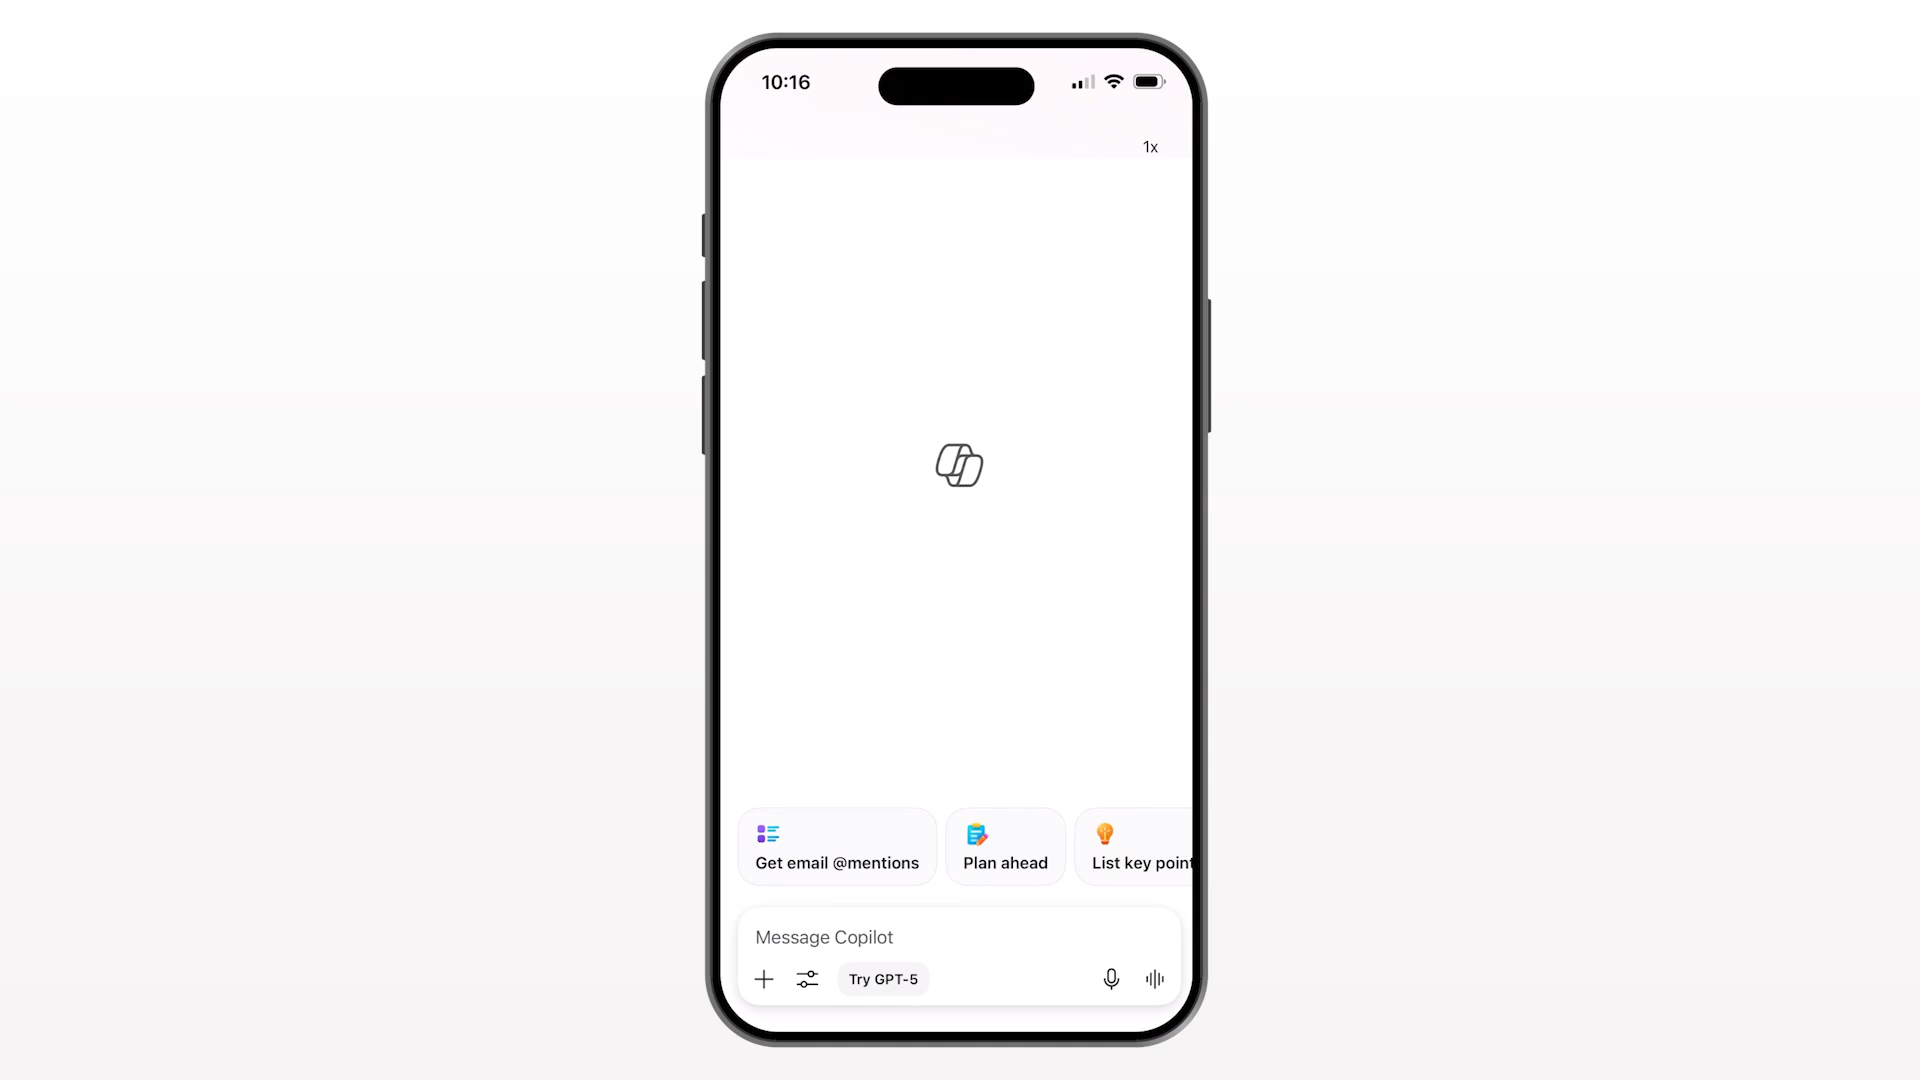 10:16
1x
Get email @mentions
Plan ahead
List key point
Message Copilot
Try GPT-5